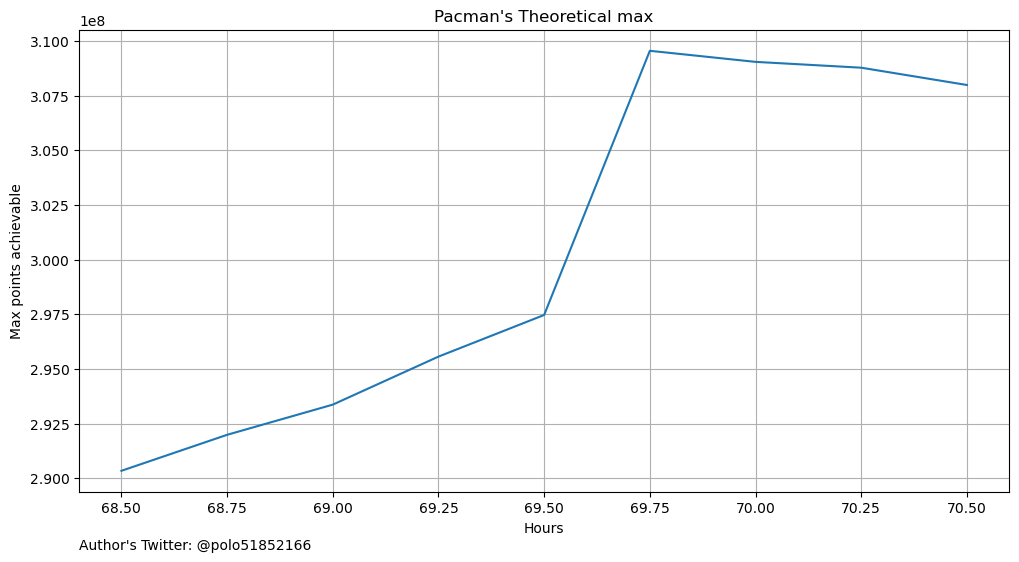 Pacman's Theoretical max
1e8
3.100
3.075
3.050
3.025
3.000
2.975
2.950
2.925
2.900
Max points achievable
68.50 68.75 69.00 69.25 69.50 69.75 70.00 70.25 70.50
Hours
Author's Twitter: @polo51852166